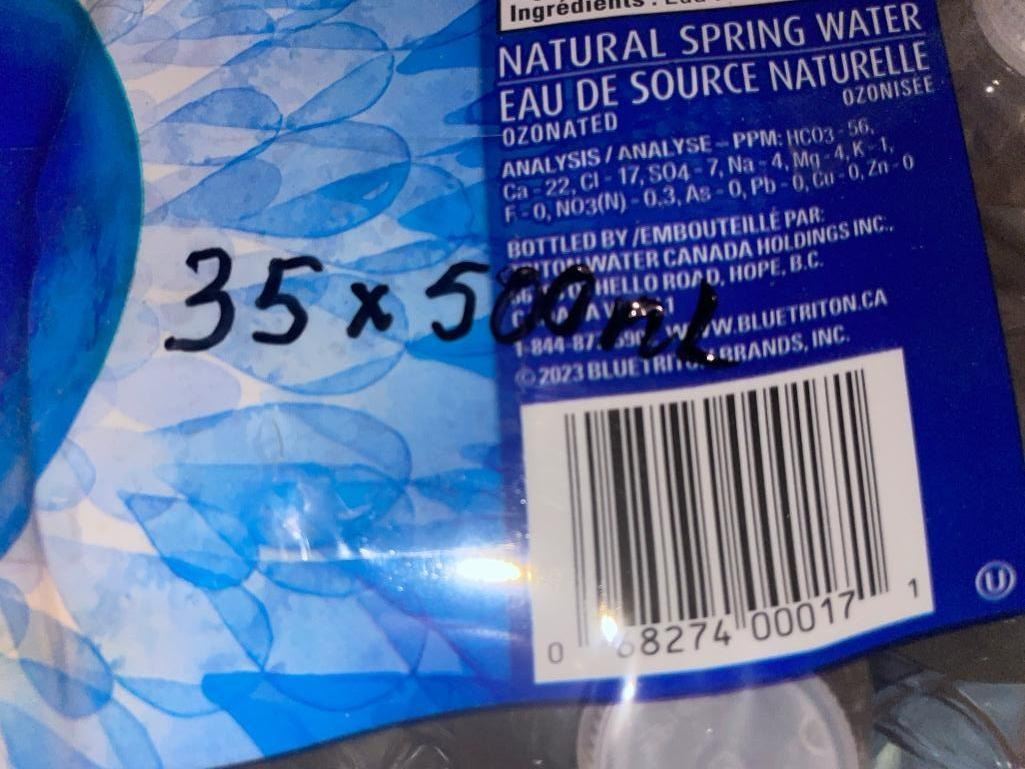 Ingrédients :
NATURAL SPRING WATER
EAU DE SOURCE NATURELLE
OZONATED OZONISÉE
ANALYSIS / ANALYSE - PPM: HCO3 - 56,
Ca - 22, Cl - 17, SO4 - 7, Na - 4, Mg - 4, K - 1,
F - 0, NO3(N) - 0.3, As - 0, Pb - 0, Cu - 0, Zn - 0
BOTTLED BY / EMBOUTEILLÉ PAR:
WATER CANADA HOLDINGS INC.,
ROAD, HOPE, B.C.
35 x 500mL
WWW.BLUETRITON.CA
© 2023 BLUETRITON BRANDS, INC.
0 68274 00017 1
U